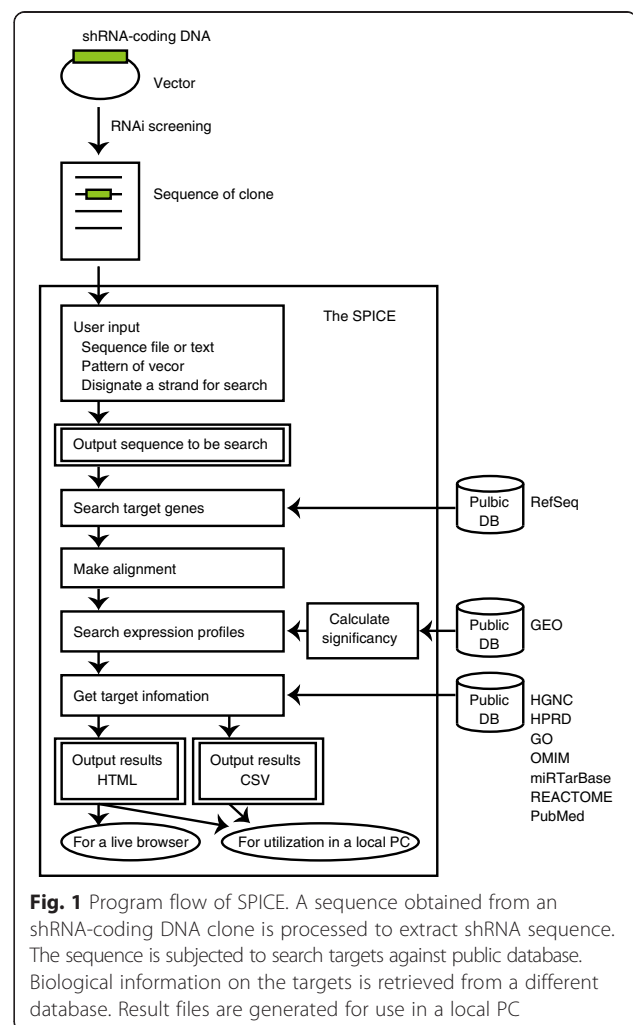 shRNA-coding DNA
Vector
RNAi screening
Sequence of clone
The SPICE
User input
Sequence file or text
Pattern of vecor
Disignate a strand for search
Output sequence to be search
Search target genes
Pulbic
DB
RefSeq
Make alignment
Search expression profiles
Calculate
significancy
Public
DB
GEO
Get target infomation
Public
DB
HGNC
HPRD
GO
OMIM
miRTarBase
REACTOME
PubMed
Output results
HTML
Output results
CSV
For a live browser
For utilization in a local PC
Fig. 1 Program flow of SPICE. A sequence obtained from an
shRNA-coding DNA clone is processed to extract shRNA sequence.
The sequence is subjected to search targets against public database.
Biological information on the targets is retrieved from a different
database. Result files are generated for use in a local PC